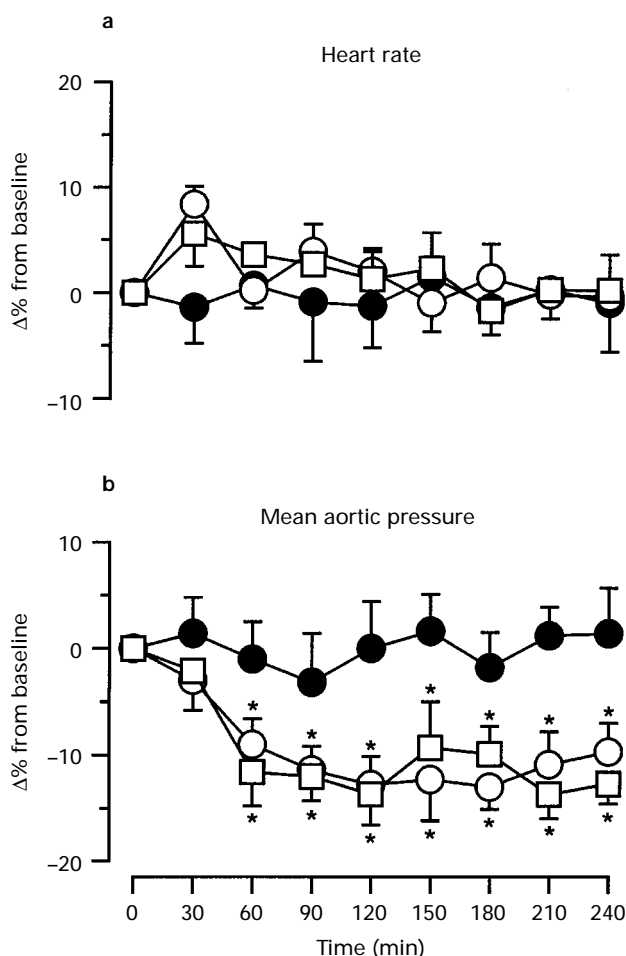 a
Heart rate
20
10
0
−10
Δ% from baseline
b
Mean aortic pressure
10
0
−10
−20
Δ% from baseline
* * * * * * *
* * * * * * *
0 30 60 90 120 150 180 210 240
Time (min)